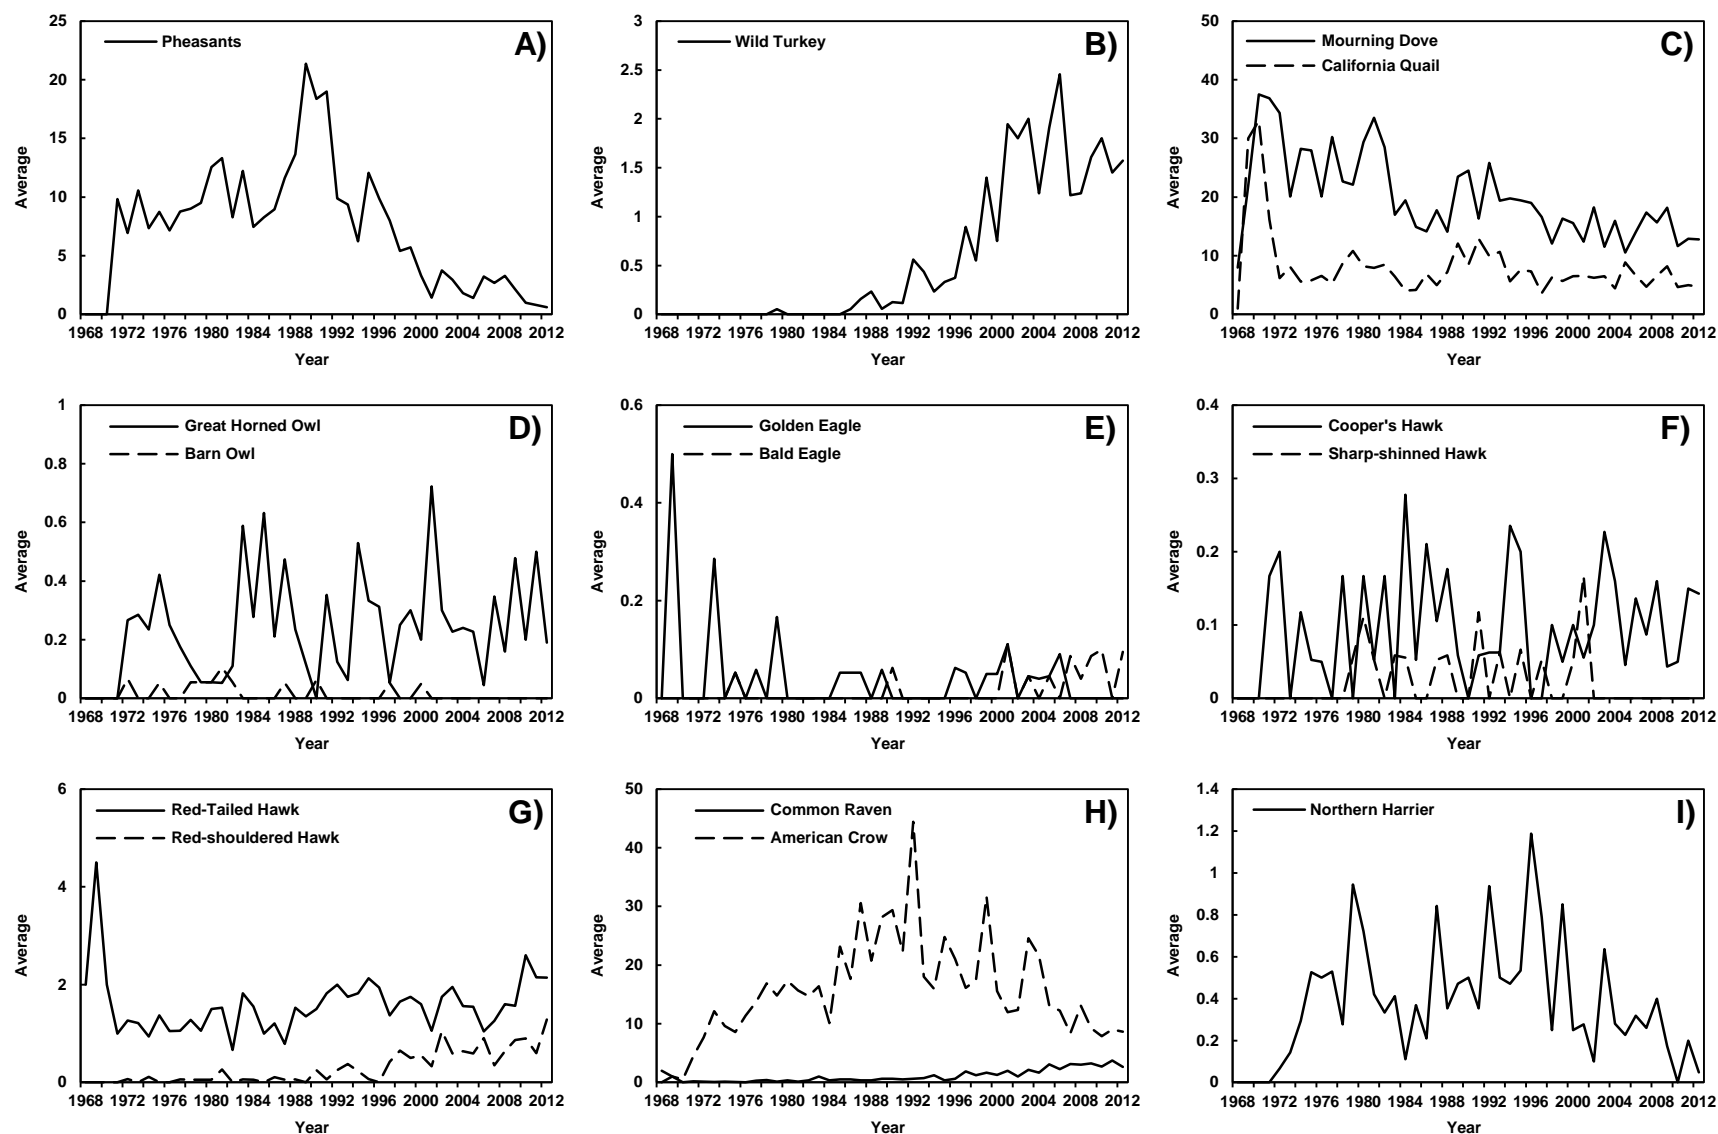 Pheasants
A)
25
20
15
10
5
0
Average
1968 1972 1976 1980 1984 1988 1992 1996 2000 2004 2008 2012
Year
Wild Turkey
B)
3
2.5
2
1.5
1
0.5
0
Average
1968 1972 1976 1980 1984 1988 1992 1996 2000 2004 2008 2012
Year
Mourning Dove
California Quail
C)
50
40
30
20
10
0
Average
1968 1972 1976 1980 1984 1988 1992 1996 2000 2004 2008 2012
Year
Great Horned Owl
Barn Owl
D)
1
0.8
0.6
0.4
0.2
0
Average
1968 1972 1976 1980 1984 1988 1992 1996 2000 2004 2008 2012
Year
Golden Eagle
Bald Eagle
E)
0.6
0.4
0.2
0
Average
1968 1972 1976 1980 1984 1988 1992 1996 2000 2004 2008 2012
Year
Cooper's Hawk
Sharp-shinned Hawk
F)
0.4
0.3
0.2
0.1
0
Average
1968 1972 1976 1980 1984 1988 1992 1996 2000 2004 2008 2012
Year
Red-Tailed Hawk
Red-shouldered Hawk
G)
6
4
2
0
Average
1968 1972 1976 1980 1984 1988 1992 1996 2000 2004 2008 2012
Year
Common Raven
American Crow
H)
50
40
30
20
10
0
Average
1968 1972 1976 1980 1984 1988 1992 1996 2000 2004 2008 2012
Year
Northern Harrier
I)
1.4
1.2
1
0.8
0.6
0.4
0.2
0
Average
1968 1972 1976 1980 1984 1988 1992 1996 2000 2004 2008 2012
Year